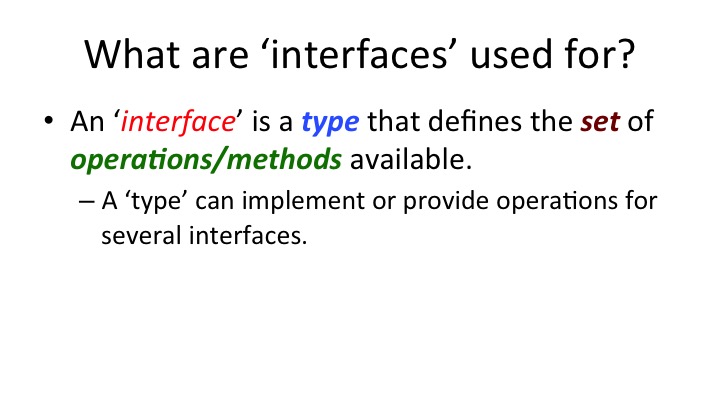 What are ‘interfaces’ used for?
• An ‘interface’ is a type that defines the set of
operations/methods available.
– A ‘type’ can implement or provide operations for
several interfaces.